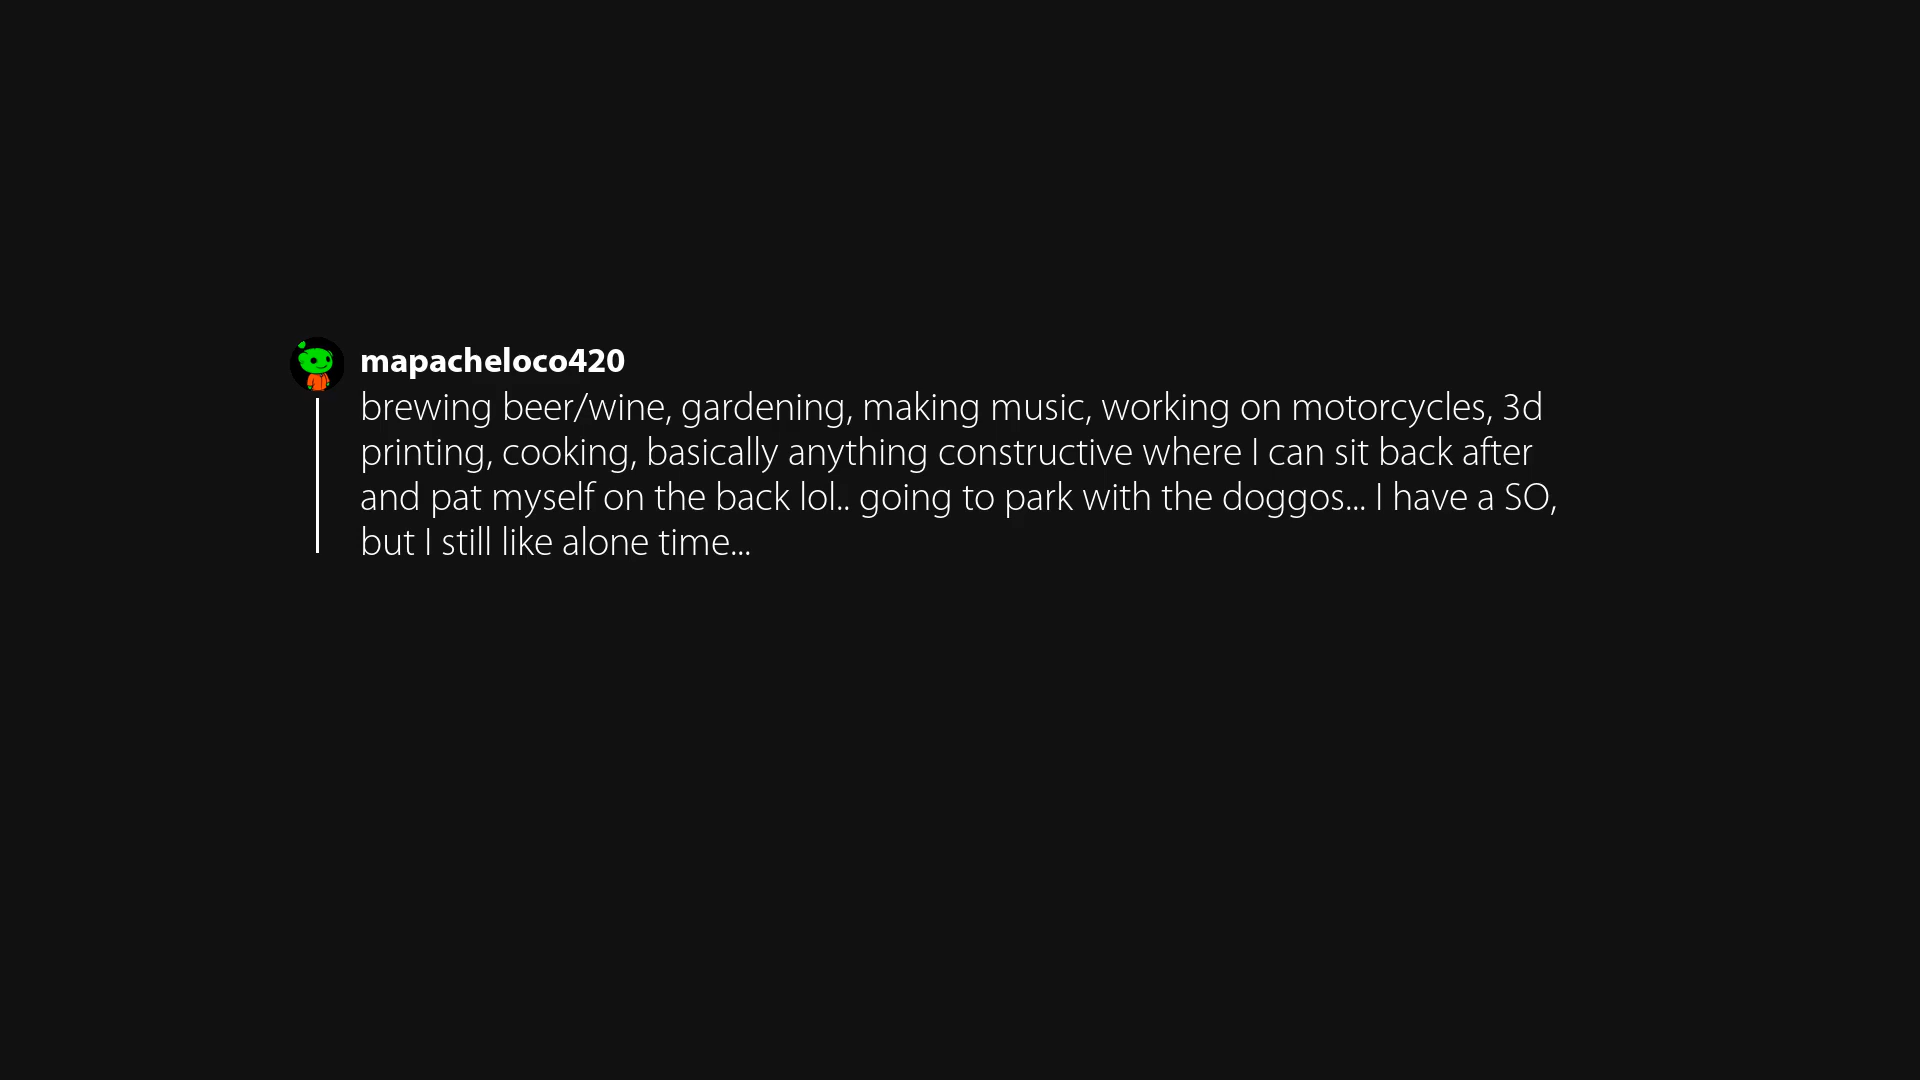 mapacheloco420
brewing beer/wine, gardening, making music, working on motorcycles, 3d
printing, cooking, basically anything constructive where I can sit back after
and pat myself on the back lol.. going to park with the doggos... I have a SO,
but I still like alone time...